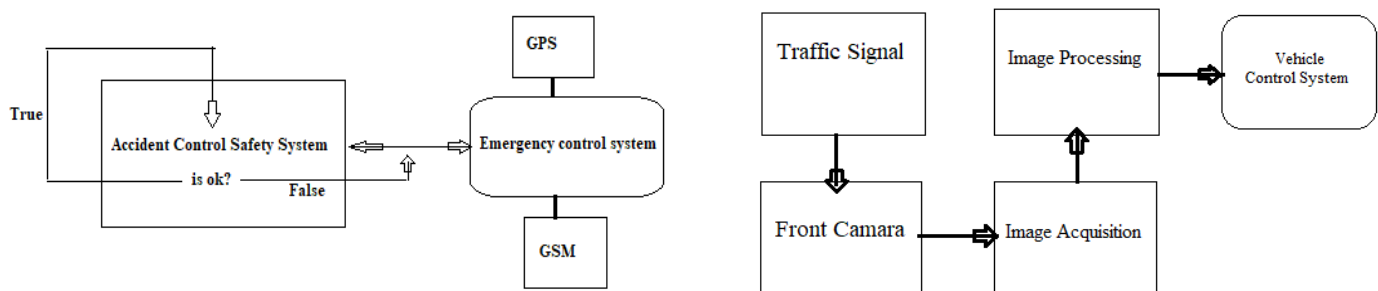 GPS
True
Accident Control Safety System
is ok?
False
Emergency control system
GSM
Traffic Signal
Front Camara
Image Acquisition
Image Processing
Vehicle
Control System